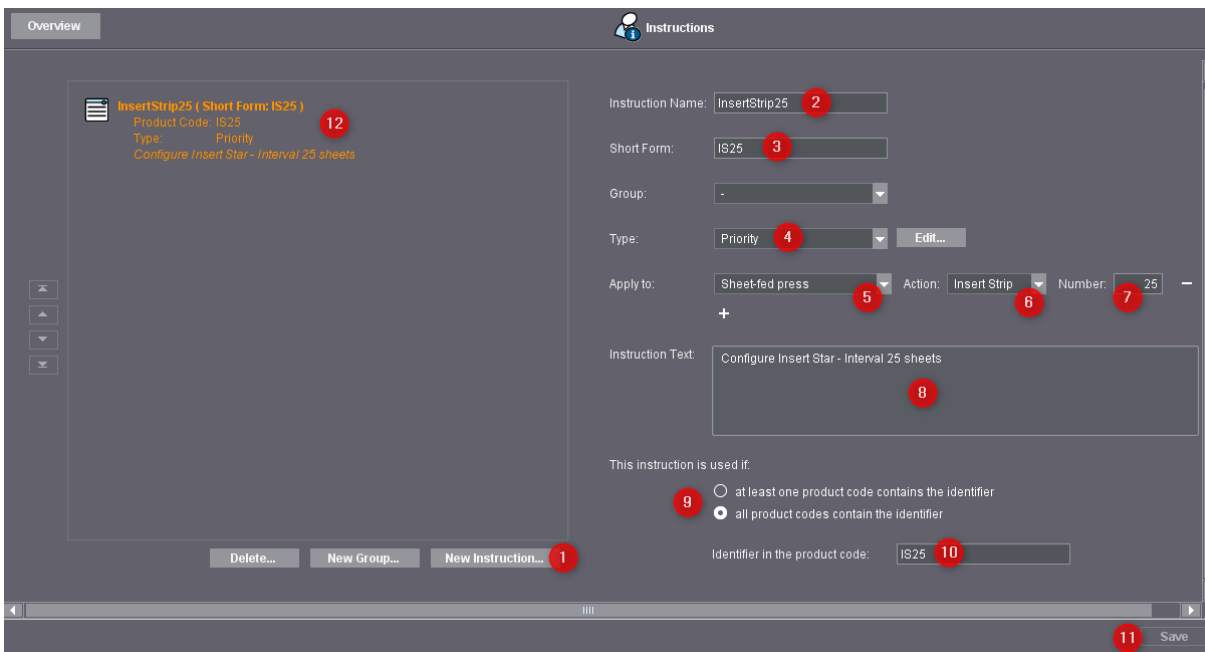 Overview
Instructions
InsertStrip25 ( Short Form: IS25 )
Product Code: IS25
Type: Priority
Configure Insert Star - Interval 25 sheets
12
Instruction Name: InsertStrip25 2
Short Form: IS25 3
Group: -
Type: Priority 4 Edit...
Apply to: Sheet-fed press 5 Action: Insert Strip 6 Number: 25 7 −
+
Instruction Text: Configure Insert Star - Interval 25 sheets
8
This instruction is used if:
9
at least one product code contains the identifier
all product codes contain the identifier
Identifier in the product code: IS25 10
Delete... New Group... New Instruction... 1
11 Save